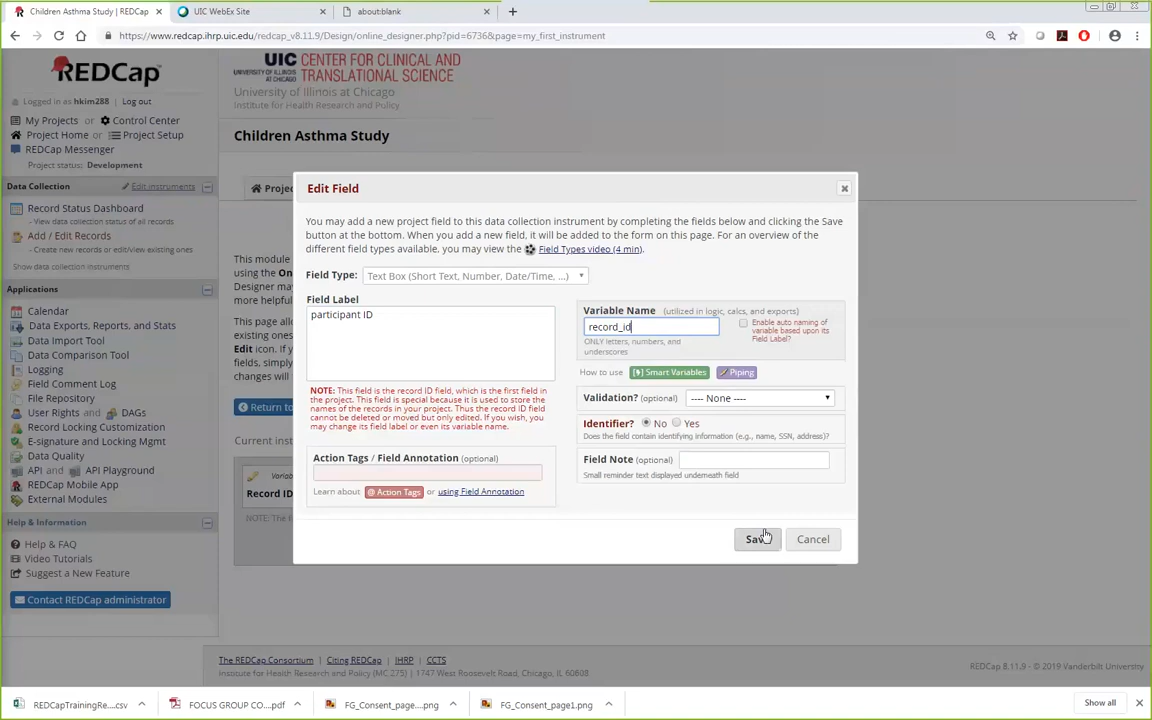 Children Asthma Study | REDCap
UIC WebEx Site
about:blank
https://www.redcap.ihrp.uic.edu/redcap_v8.11.9/Design/online_designer.php?pid=6736&page=my_first_instrument
REDCap
Logged in as hkim288 | Log out
My Projects or Control Center
Project Home or Project Setup
REDCap Messenger
Project status: Development
Data Collection Edit instruments
Record Status Dashboard
- View data collection status of all records
Add / Edit Records
- Create new records or edit/view existing ones
Show data collection instruments
Applications
Calendar
Data Exports, Reports, and Stats
Data Import Tool
Data Comparison Tool
Logging
Field Comment Log
File Repository
User Rights and DAGs
Record Locking Customization
E-signature and Locking Mgmt
Data Quality
API and API Playground
REDCap Mobile App
External Modules
Help & Information
Help & FAQ
Video Tutorials
Suggest a New Feature
Contact REDCap administrator
UIC CENTER FOR CLINICAL AND
UNIVERSITY OF ILLINOIS
AT CHICAGO
TRANSLATIONAL SCIENCE
University of Illinois at Chicago
Institute for Health Research and Policy
Children Asthma Study
Projec
This module
using the On
Designer may
more helpful
This page allo
existing ones
Edit icon. If y
fields, simply
changes will
Return to
Current inst
Variab
Record ID
NOTE: The
Edit Field
You may add a new project field to this data collection instrument by completing the fields below and clicking the Save
button at the bottom. When you add a new field, it will be added to the form on this page. For an overview of the
different field types available, you may view the Field Types video (4 min).
Field Type: Text Box (Short Text, Number, Date/Time, ...)
Field Label
participant ID
NOTE: This field is the record ID field, which is the first field in
the project. This field is special because it is used to store the
names of the records in your project. Thus the record ID field
cannot be deleted or moved but only edited. If you wish, you
may change its field label or even its variable name.
Action Tags / Field Annotation (optional)
Learn about @ Action Tags or using Field Annotation
Variable Name (utilized in logic, calcs, and exports)
record_id
ONLY letters, numbers, and
underscores
Enable auto naming of
variable based upon its
Field Label?
How to use Smart Variables Piping
Validation? (optional) ---- None ----
Identifier? No Yes
Does the field contain identifying information (e.g., name, SSN, address)?
Field Note (optional)
Small reminder text displayed underneath field
Save Cancel
The REDCap Consortium | Citing REDCap | IHRP | CCTS
Institute for Health Research and Policy (MC 275) | 1747 West Roosevelt Road, Chicago, IL 60608
REDCap 8.11.9 - © 2019 Vanderbilt University
REDCapTrainingRe....csv
FOCUS GROUP CO....pdf
FG_Consent_page....png
FG_Consent_page1.png
Show all